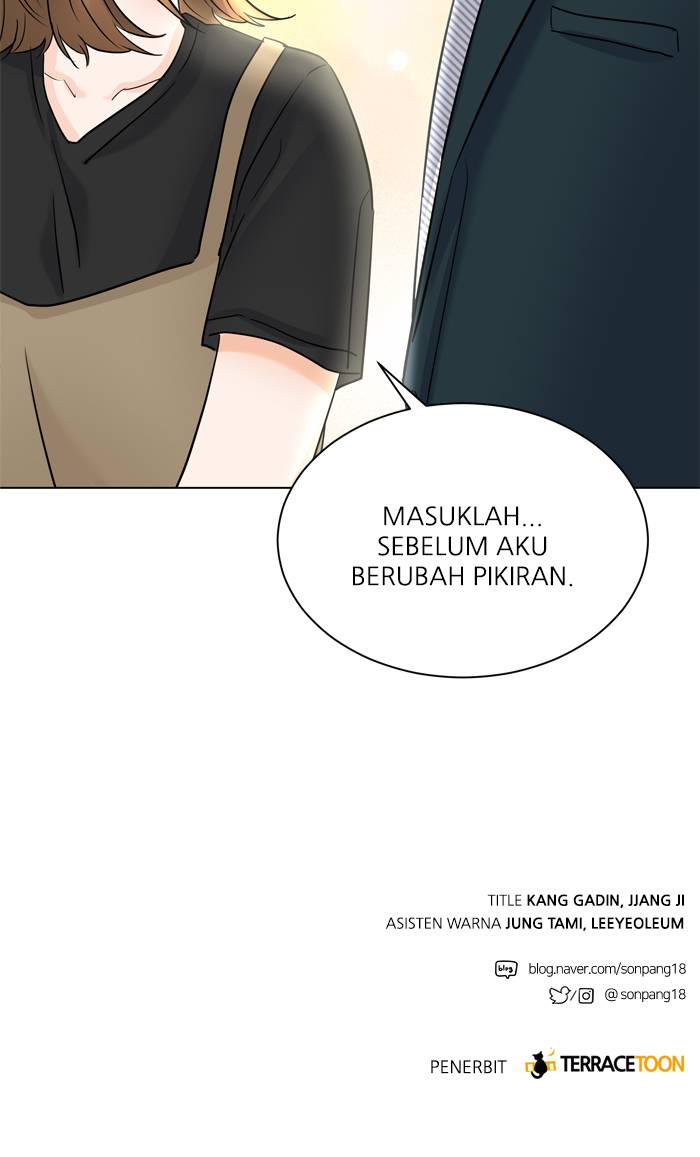 MASUKLAH...
SEBELUM AKU
BERUBAH PIKIRAN.
TITLE KANG GADIN, JJANG JI
ASISTEN WARNA JUNG TAMI, LEEYEOLEUM
blog blog.naver.com/sonpang18
/ @sonpang18
PENERBIT TERRACETOON